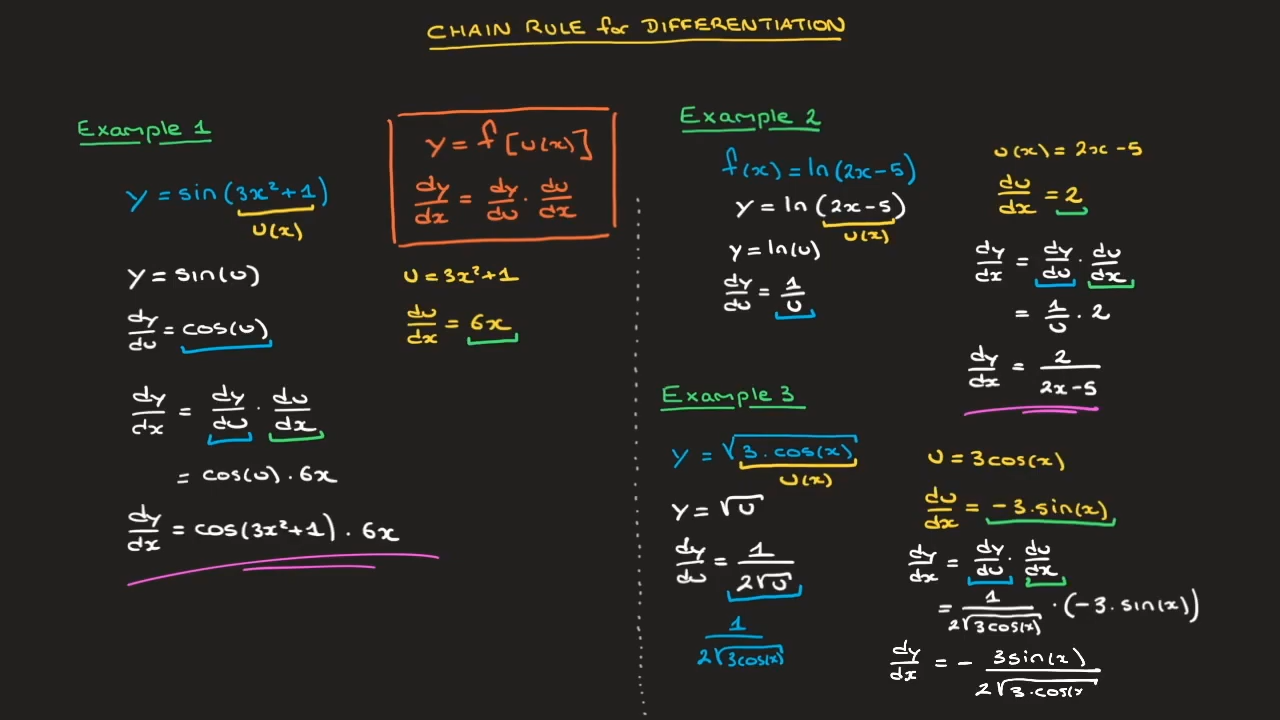 CHAIN RULE for DIFFERENTIATION
Example 1
y = sin(3x²+1)
u(x)
y = f[u(x)]
dy/dx = dy/du · du/dx
y = sin(u)
u = 3x²+1
dy/du = cos(u)
du/dx = 6x
dy/dx = dy/du · du/dx
= cos(u) · 6x
dy/dx = cos(3x²+1) · 6x
Example 2
f(x) = ln(2x-5)
y = ln(2x-5)
u(x)
y = ln(u)
dy/du = 1/u
u(x) = 2x-5
du/dx = 2
dy/dx = dy/du · du/dx
= 1/u · 2
dy/dx = 2/(2x-5)
Example 3
y = √(3.cos(x))
u(x)
y = √u
dy/du = 1/(2√u)
1/(2√(3cos(x)))
u = 3cos(x)
du/dx = -3.sin(x)
dy/dx = dy/du · du/dx
= 1/(2√(3cos(x))) · (-3.sin(x))
dy/dx = - 3sin(x)/(2√(3.cos(x